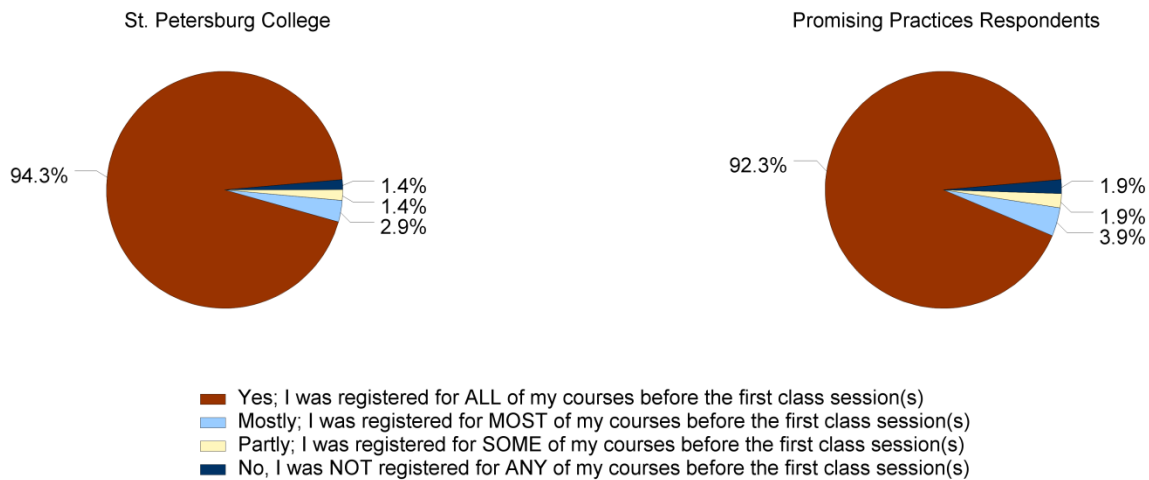 St. Petersburg College
Promising Practices Respondents
94.3%
1.4%
1.4%
2.9%
92.3%
1.9%
1.9%
3.9%
Yes; I was registered for ALL of my courses before the first class session(s)
Mostly; I was registered for MOST of my courses before the first class session(s)
Partly; I was registered for SOME of my courses before the first class session(s)
No, I was NOT registered for ANY of my courses before the first class session(s)